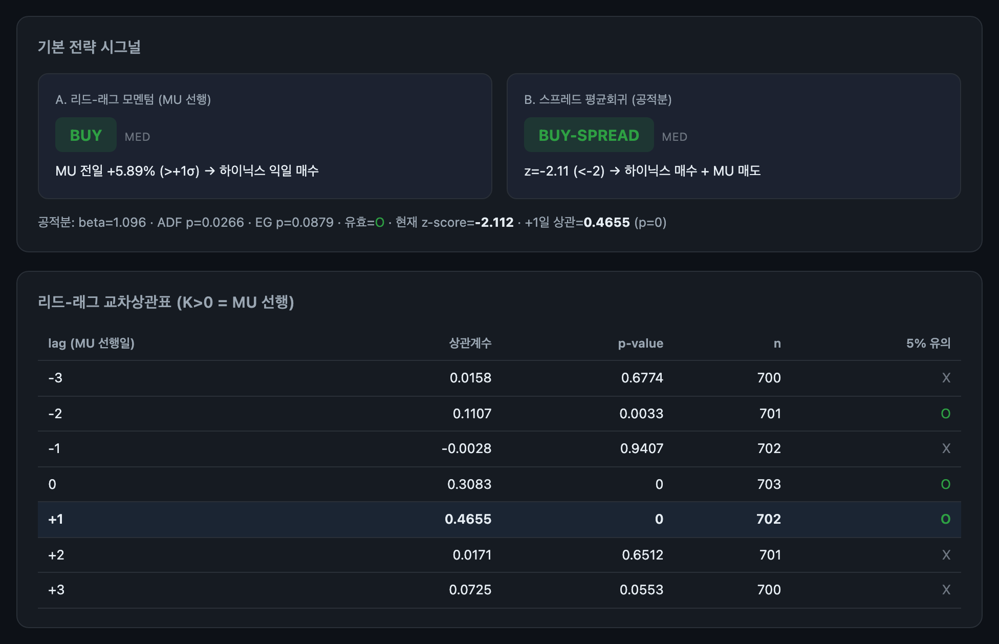 기본 전략 시그널
A. 리드-래그 모멘텀 (MU 선행)
BUY MED
MU 전일 +5.89% (>+1σ) → 하이닉스 익일 매수
B. 스프레드 평균회귀 (공적분)
BUY-SPREAD MED
z=-2.11 (<-2) → 하이닉스 매수 + MU 매도
공적분: beta=1.096 · ADF p=0.0266 · EG p=0.0879 · 유효=O · 현재 z-score=-2.112 · +1일 상관=0.4655 (p=0)
리드-래그 교차상관표 (K>0 = MU 선행)
lag (MU 선행일) 상관계수 p-value n 5% 유의
-3 0.0158 0.6774 700 X
-2 0.1107 0.0033 701 O
-1 -0.0028 0.9407 702 X
0 0.3083 0 703 O
+1 0.4655 0 702 O
+2 0.0171 0.6512 701 X
+3 0.0725 0.0553 700 X